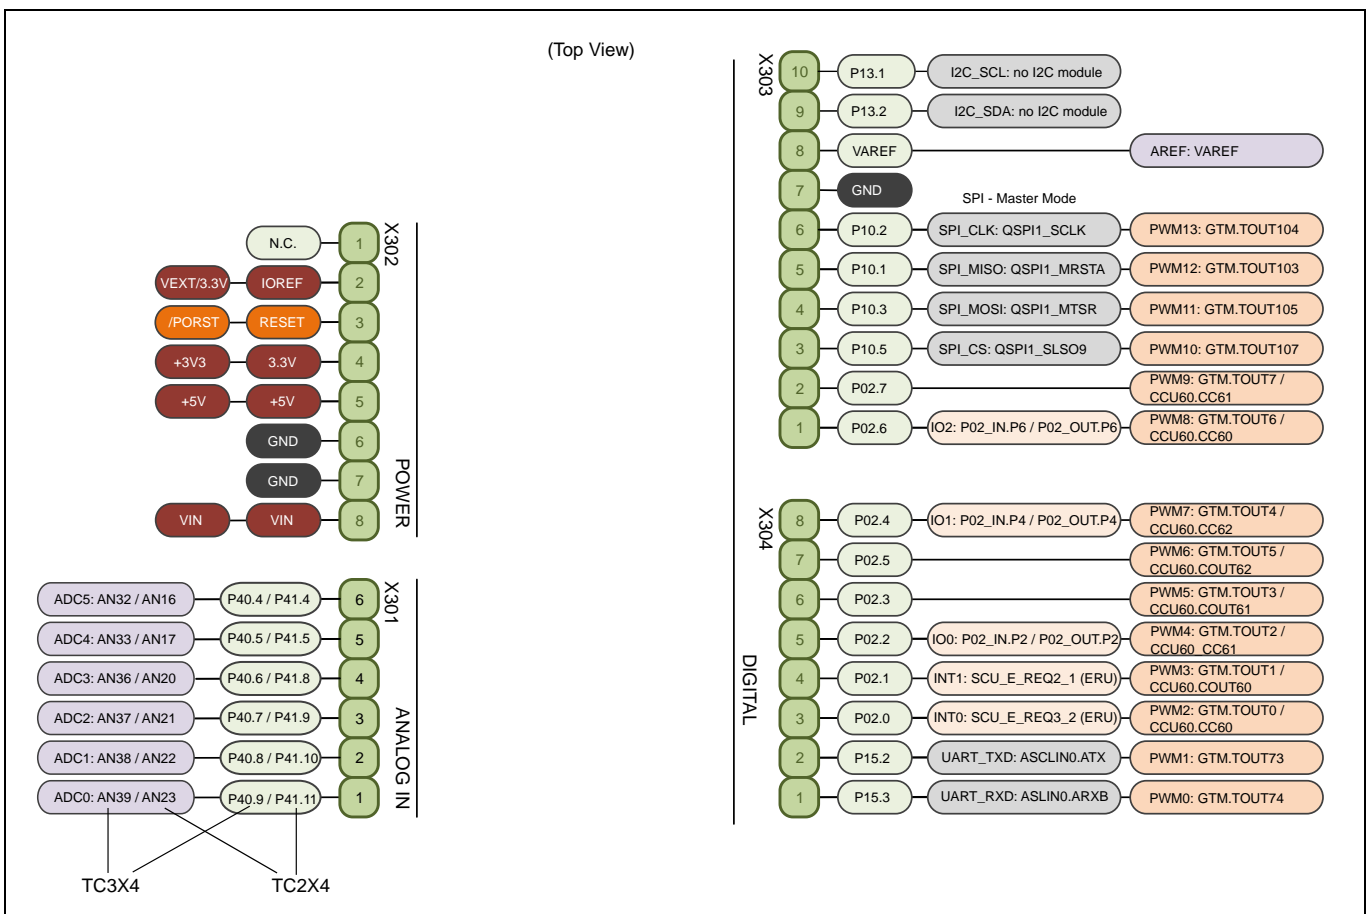 (Top View)
X302
N.C. 1
VEXT/3.3V IOREF 2
/PORST RESET 3
+3V3 3.3V 4
+5V +5V 5
GND 6
GND 7
VIN VIN 8
POWER
X301
ADC5: AN32 / AN16 P40.4 / P41.4 6
ADC4: AN33 / AN17 P40.5 / P41.5 5
ADC3: AN36 / AN20 P40.6 / P41.8 4
ADC2: AN37 / AN21 P40.7 / P41.9 3
ADC1: AN38 / AN22 P40.8 / P41.10 2
ADC0: AN39 / AN23 P40.9 / P41.11 1
ANALOG IN
TC3X4 TC2X4
X303
10 P13.1 I2C_SCL: no I2C module
9 P13.2 I2C_SDA: no I2C module
8 VAREF AREF: VAREF
7 GND
SPI - Master Mode
6 P10.2 SPI_CLK: QSPI1_SCLK PWM13: GTM.TOUT104
5 P10.1 SPI_MISO: QSPI1_MRSTA PWM12: GTM.TOUT103
4 P10.3 SPI_MOSI: QSPI1_MTSR PWM11: GTM.TOUT105
3 P10.5 SPI_CS: QSPI1_SLSO9 PWM10: GTM.TOUT107
2 P02.7 PWM9: GTM.TOUT7 /
CCU60.CC61
1 P02.6 IO2: P02_IN.P6 / P02_OUT.P6 PWM8: GTM.TOUT6 /
CCU60.CC60
X304
8 P02.4 IO1: P02_IN.P4 / P02_OUT.P4 PWM7: GTM.TOUT4 /
CCU60.CC62
7 P02.5 PWM6: GTM.TOUT5 /
CCU60.COUT62
6 P02.3 PWM5: GTM.TOUT3 /
CCU60.COUT61
5 P02.2 IO0: P02_IN.P2 / P02_OUT.P2 PWM4: GTM.TOUT2 /
CCU60_CC61
4 P02.1 INT1: SCU_E_REQ2_1 (ERU) PWM3: GTM.TOUT1 /
CCU60.COUT60
3 P02.0 INT0: SCU_E_REQ3_2 (ERU) PWM2: GTM.TOUT0 /
CCU60.CC60
2 P15.2 UART_TXD: ASCLIN0.ATX PWM1: GTM.TOUT73
1 P15.3 UART_RXD: ASLIN0.ARXB PWM0: GTM.TOUT74
DIGITAL